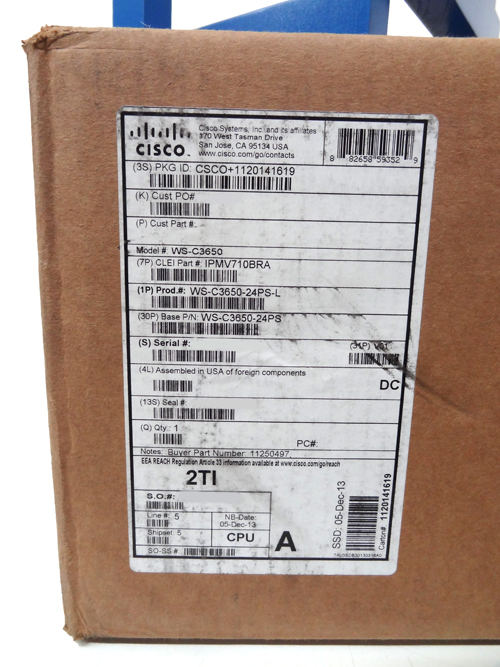 CISCO
Cisco Systems, Inc. and its affiliates
170 West Tasman Drive
San Jose, CA 95134 USA
www.cisco.com/go/contacts
8 82658 59352 9
(3S) PKG ID: CSCO+1120141619
(K) Cust PO#
(P) Cust Part #:
Model # WS-C3650
(7P) CLEI Part #: IPMV710BRA
(1P) Prod.#: WS-C3650-24PS-L
(30P) Base P/N: WS-C3650-24PS
(S) Serial #:
(31P) V01
(4L) Assembled in USA of foreign components
DC
(13S) Seal #
(Q) Qty.: 1
PC#:
Notes: Buyer Part Number: 11250497,
EEA REACH Regulation Article 33 information available at www.cisco.com/go/reach
2TI
S.O.#:
Line #: 5
NB-Date:
05-Dec-13
Shipset: 5
CPU
A
SO-SS #
SSD: 05-Dec-13
Carton# 1120141619